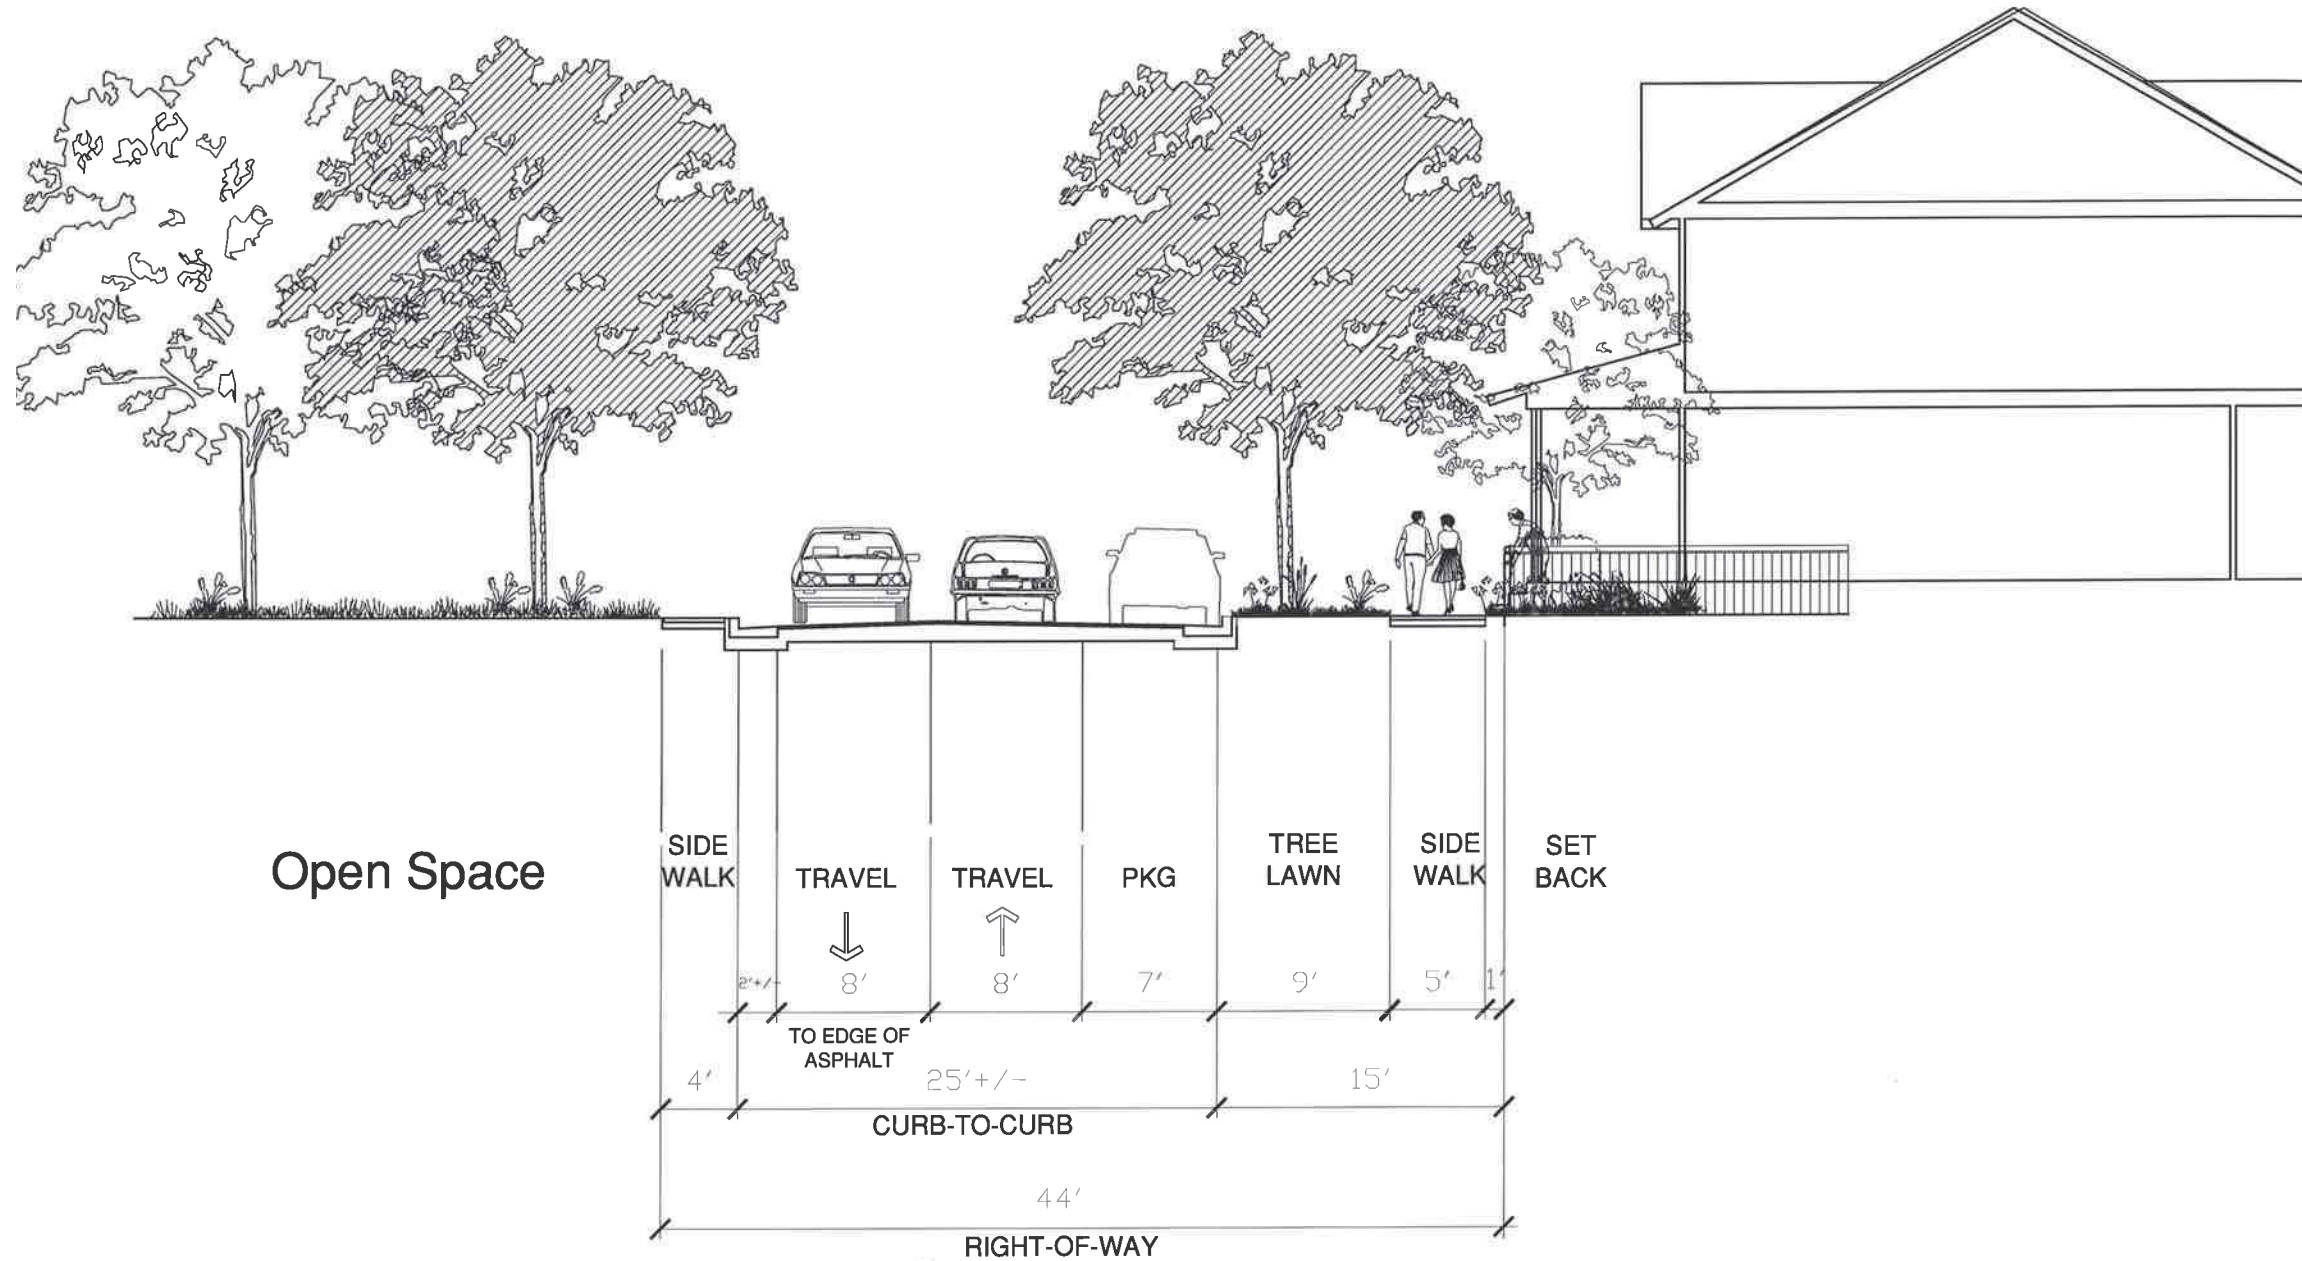 Open Space
SIDE
WALK
TRAVEL
TRAVEL
PKG
TREE
LAWN
SIDE
WALK
SET
BACK
2'+/-
8'
8'
7'
9'
5'
1'
TO EDGE OF
ASPHALT
4'
25'+/-
15'
CURB-TO-CURB
44'
RIGHT-OF-WAY